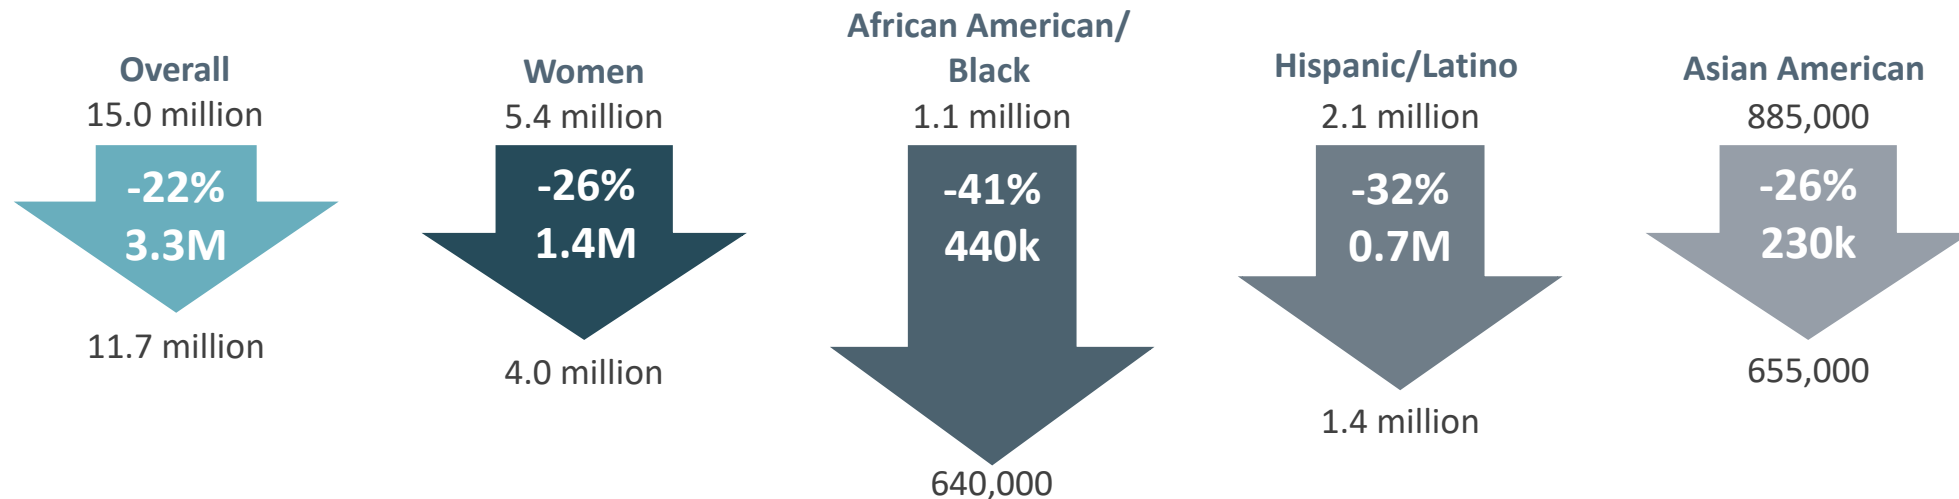 Overall
15.0 million
-22%
3.3M
11.7 million
Women
5.4 million
-26%
1.4M
4.0 million
African American/
Black
1.1 million
-41%
440k
640,000
Hispanic/Latino
2.1 million
-32%
0.7M
1.4 million
Asian American
885,000
-26%
230k
655,000